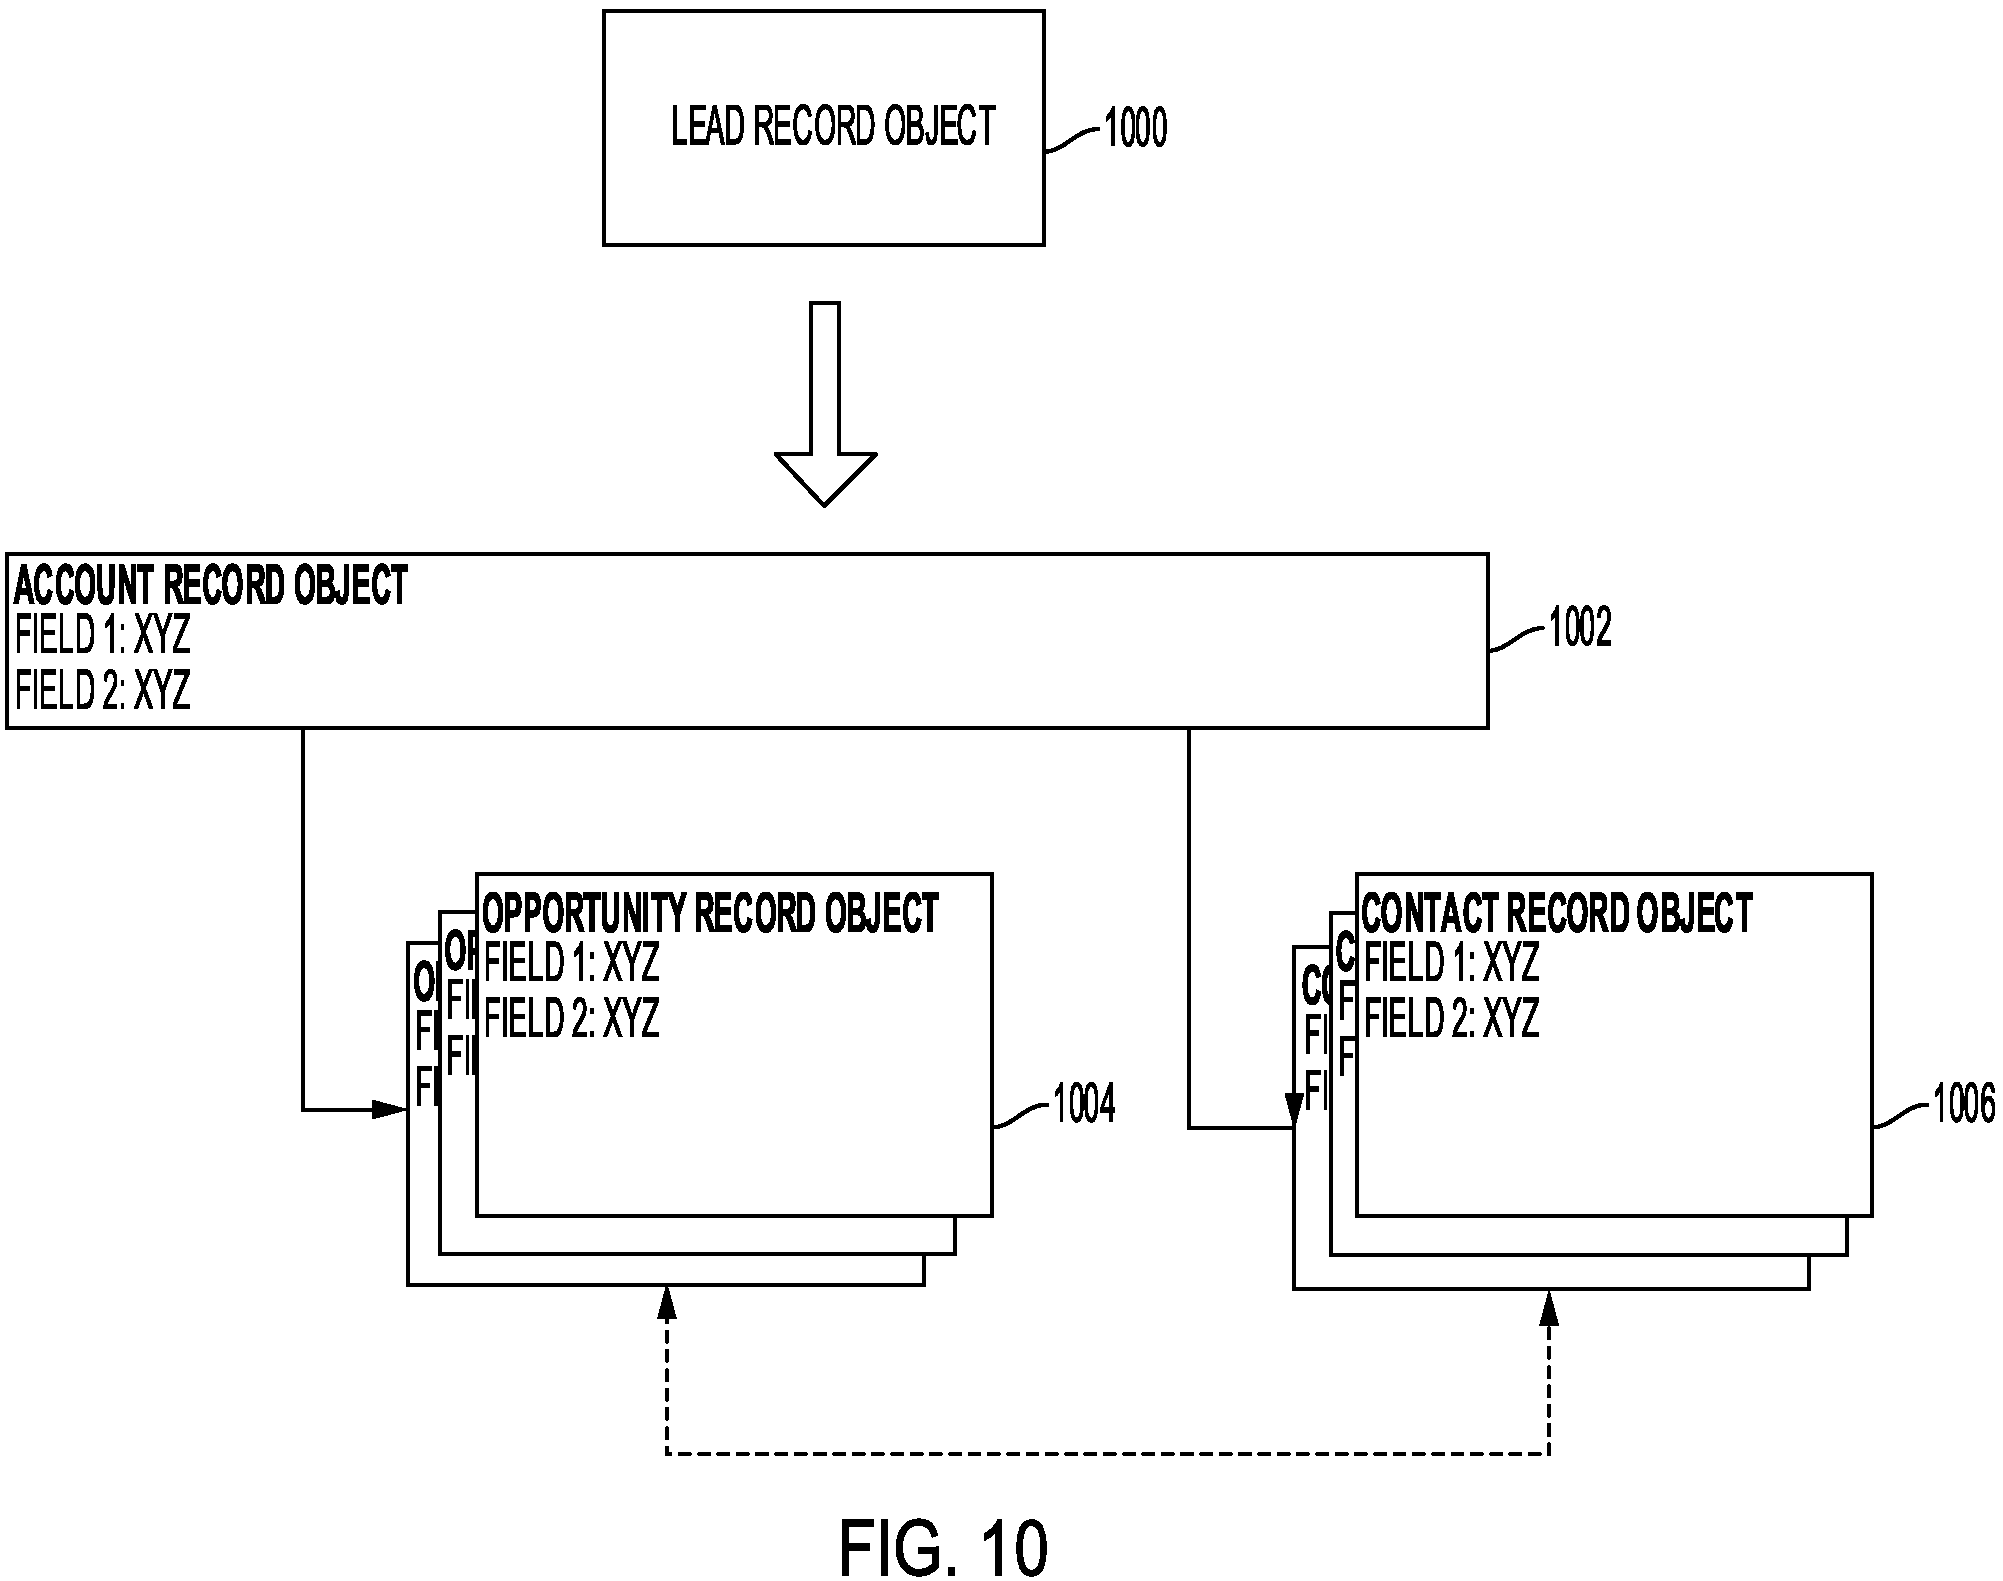 LEAD RECORD OBJECT
1000
ACCOUNT RECORD OBJECT
FIELD 1: XYZ
FIELD 2: XYZ
1002
OPPORTUNITY RECORD OBJECT
FIELD 1: XYZ
FIELD 2: XYZ
1004
CONTACT RECORD OBJECT
FIELD 1: XYZ
FIELD 2: XYZ
1006
FIG. 10